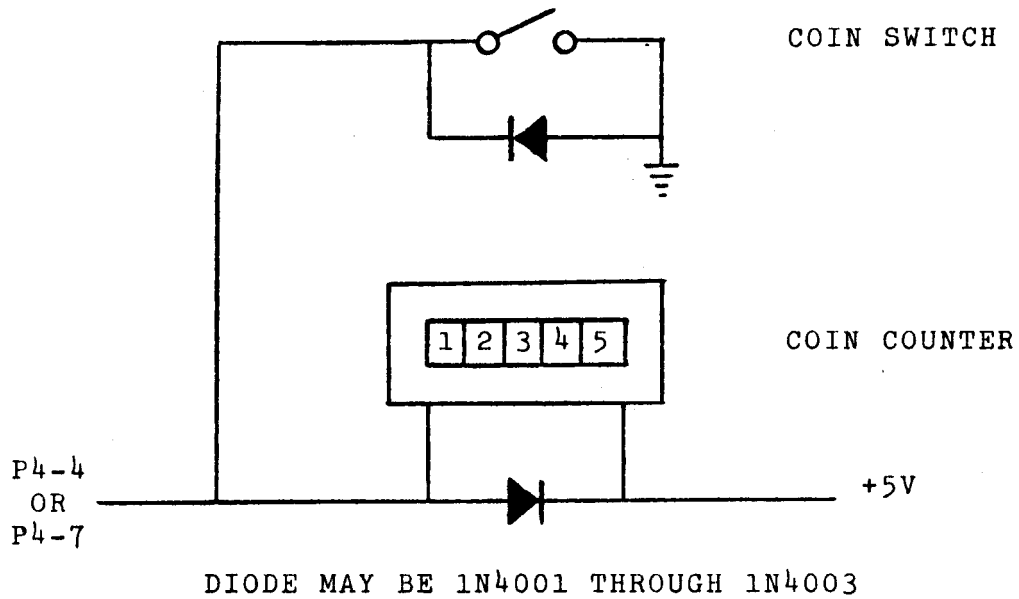 COIN SWITCH
1 2 3 4 5
COIN COUNTER
P4-4
OR
P4-7
+5V
DIODE MAY BE 1N4001 THROUGH 1N4003